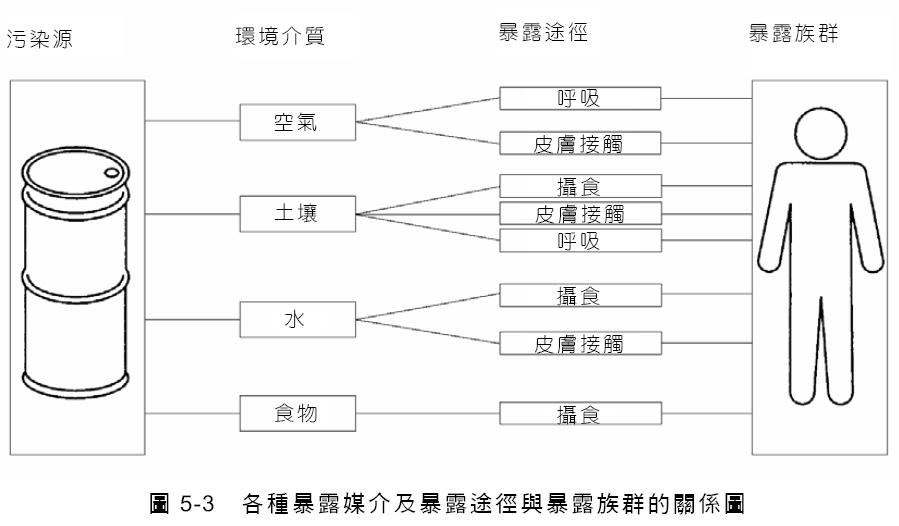 污染源
環境介質
暴露途徑
暴露族群
空氣
呼吸
皮膚接觸
土壤
攝食
皮膚接觸
呼吸
水
攝食
皮膚接觸
食物
攝食
圖 5-3 各種暴露媒介及暴露途徑與暴露族群的關係圖